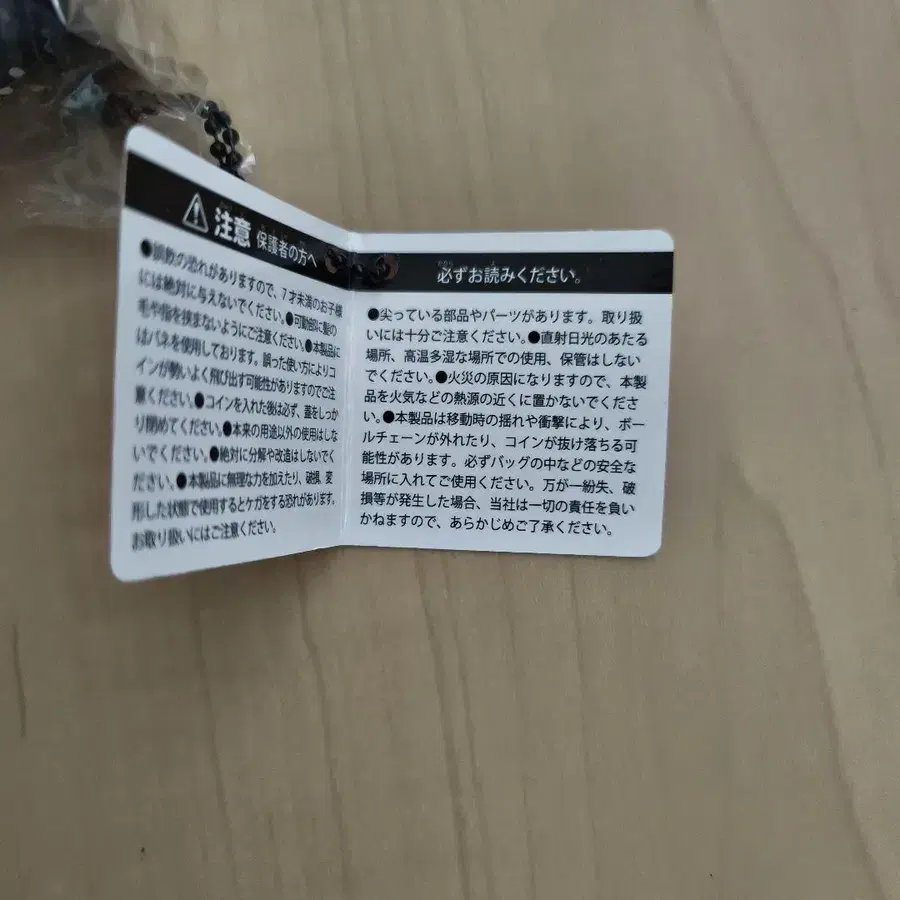 ⚠注意 保護者の方へ
●誤飲の恐れがありますので、7才未満のお子様
には絶対に与えないでください。●可動部に髪の
毛や指を挟まないようにご注意ください。●本製品に
はバネを使用しております。誤った使い方によりコ
インが勢いよく飛び出す可能性がありますのでご注
意ください。●コインを入れた後は必ず、蓋をしっか
り閉めてください。●本来の用途以外の使用はしな
いでください。●絶対に分解や改造はしないでく
ださい。●本製品に無理な力を加えたり、破損、変
形した状態で使用するとケガをする恐れがあります。
お取り扱いにはご注意ください。
必ずお読みください。
●尖っている部品やパーツがあります。取り扱
いには十分ご注意ください。●直射日光のあたる
場所、高温多湿な場所での使用、保管はしない
でください。●火災の原因になりますので、本製
品を火気などの熱源の近くに置かないでくださ
い。●本製品は移動時の揺れや衝撃により、ボー
ルチェーンが外れたり、コインが抜け落ちる可
能性があります。必ずバッグの中などの安全な
場所に入れてご使用ください。万が一紛失、破
損等が発生した場合、当社は一切の責任を負い
かねますので、あらかじめご了承ください。